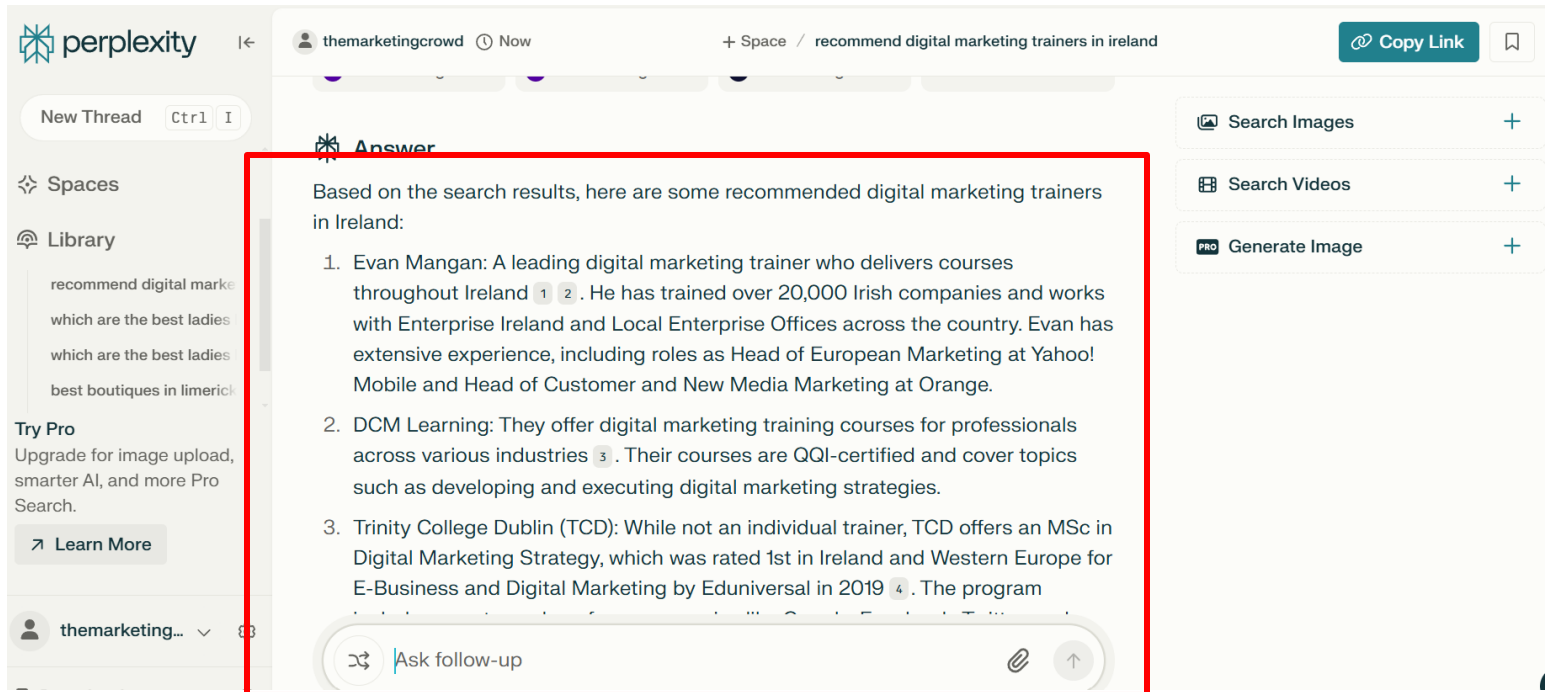 perplexity
New Thread
Ctrl I
Spaces
Library
recommend digital marke
which are the best ladies
which are the best ladies
best boutiques in limerick
Try Pro
Upgrade for image upload,
smarter AI, and more Pro
Search.
Learn More
themarketing...
themarketingcrowd Now
+ Space / recommend digital marketing trainers in ireland
Copy Link
Answer
Based on the search results, here are some recommended digital marketing trainers
in Ireland:
1. Evan Mangan: A leading digital marketing trainer who delivers courses
throughout Ireland 1 2 . He has trained over 20,000 Irish companies and works
with Enterprise Ireland and Local Enterprise Offices across the country. Evan has
extensive experience, including roles as Head of European Marketing at Yahoo!
Mobile and Head of Customer and New Media Marketing at Orange.
2. DCM Learning: They offer digital marketing training courses for professionals
across various industries 3 . Their courses are QQI-certified and cover topics
such as developing and executing digital marketing strategies.
3. Trinity College Dublin (TCD): While not an individual trainer, TCD offers an MSc in
Digital Marketing Strategy, which was rated 1st in Ireland and Western Europe for
E-Business and Digital Marketing by Eduniversal in 2019 4 . The program
Ask follow-up
Search Images
Search Videos
PRO Generate Image